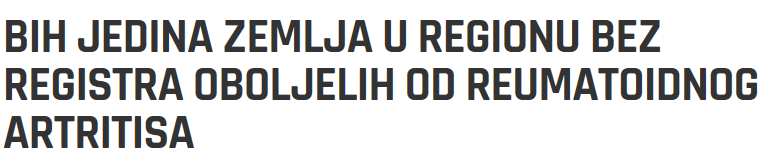 BIH JEDINA ZEMLJA U REGIONU BEZ
REGISTRA OBOLJELIH OD REUMATOIDNOG
ARTRITISA